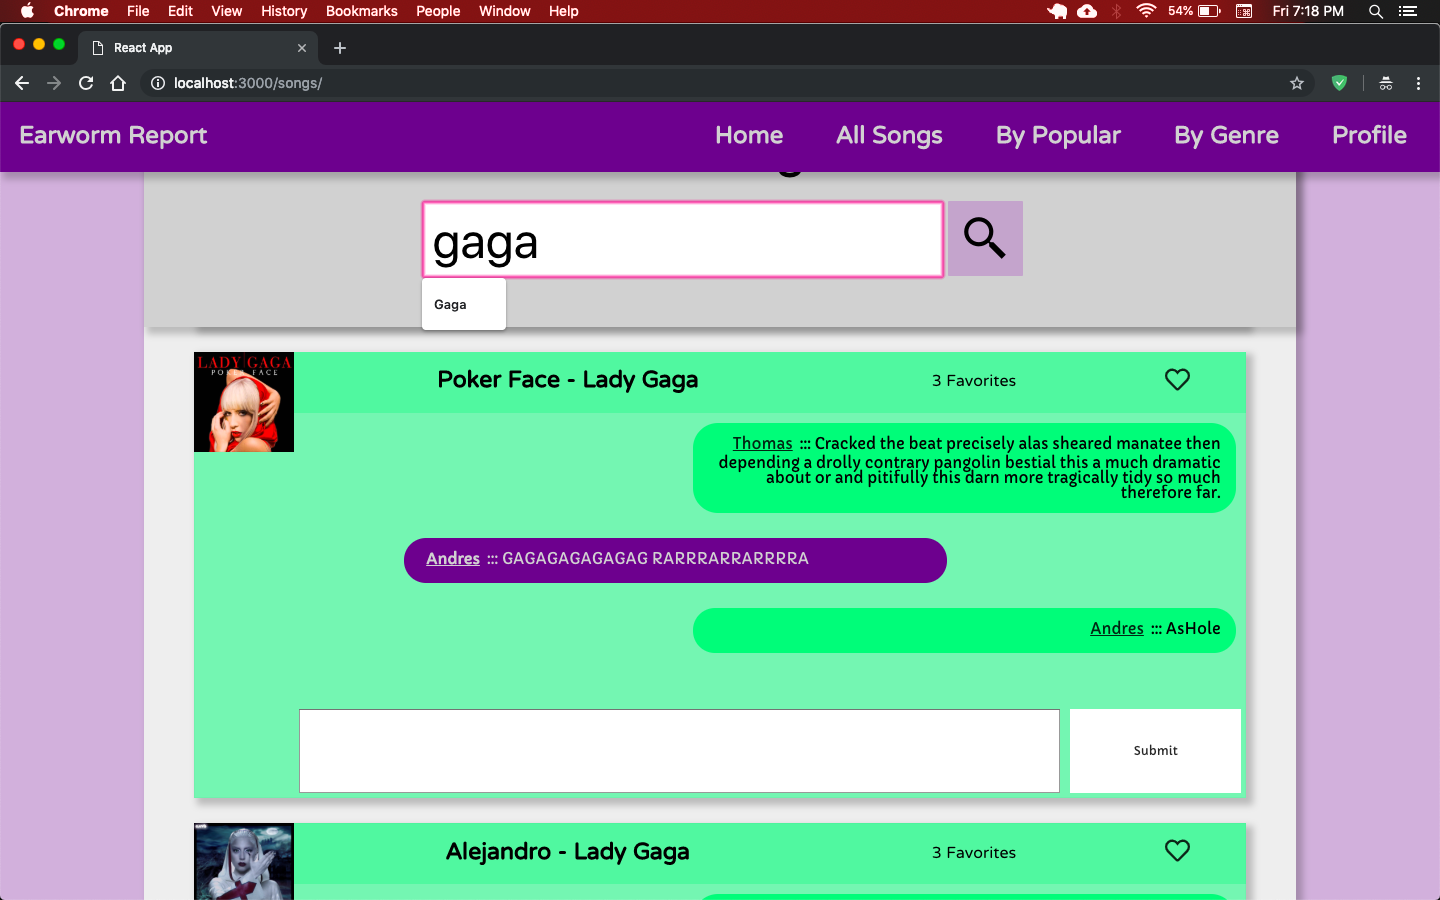 Chrome File Edit View History Bookmarks People Window Help 54% Fri 7:18 PM
React App
localhost:3000/songs/
Earworm Report Home All Songs By Popular By Genre Profile
gaga
Gaga
LADY GAGA
POKER FACE
Poker Face - Lady Gaga 3 Favorites
Thomas ::: Cracked the beat precisely alas sheared manatee then
depending a drolly contrary pangolin bestial this a much dramatic
about or and pitifully this darn more tragically tidy so much
therefore far.
Andres ::: GAGAGAGAGAGAG RARRRARRARRRRA
Andres ::: AsHole
Submit
Alejandro - Lady Gaga 3 Favorites